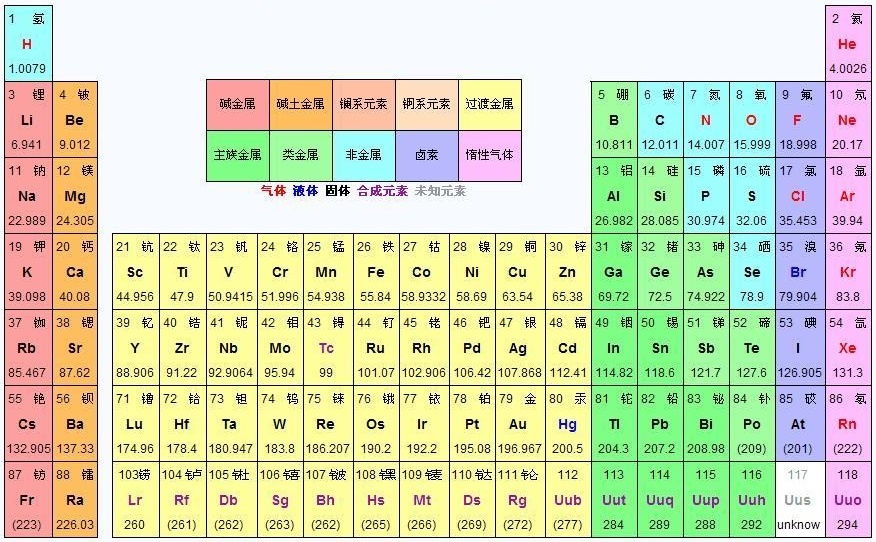 1 氢 2 氦
H He
1.0079 4.0026
碱金属 碱土金属 镧系元素 锕系元素 过渡金属
主族金属 类金属 非金属 卤素 惰性气体
气体 液体 固体 合成元素 未知元素
3 锂 4 铍 5 硼 6 碳 7 氮 8 氧 9 氟 10 氖
Li Be B C N O F Ne
6.941 9.012 10.811 12.011 14.007 15.999 18.998 20.17
11 钠 12 镁 13 铝 14 硅 15 磷 16 硫 17 氯 18 氩
Na Mg Al Si P S Cl Ar
22.989 24.305 26.982 28.085 30.974 32.06 35.453 39.94
19 钾 20 钙 21 钪 22 钛 23 钒 24 铬 25 锰 26 铁 27 钴 28 镍 29 铜 30 锌 31 镓 32 锗 33 砷 34 硒 35 溴 36 氪
K Ca Sc Ti V Cr Mn Fe Co Ni Cu Zn Ga Ge As Se Br Kr
39.098 40.08 44.956 47.9 50.9415 51.996 54.938 55.84 58.9332 58.69 63.54 65.38 69.72 72.5 74.922 78.9 79.904 83.8
37 铷 38 锶 39 钇 40 锆 41 铌 42 钼 43 锝 44 钌 45 铑 46 钯 47 银 48 镉 49 铟 50 锡 51 锑 52 碲 53 碘 54 氙
Rb Sr Y Zr Nb Mo Tc Ru Rh Pd Ag Cd In Sn Sb Te I Xe
85.467 87.62 88.906 91.22 92.9064 95.94 99 101.07 102.906 106.42 107.868 112.41 114.82 118.6 121.7 127.6 126.905 131.3
55 铯 56 钡 71 镥 72 铪 73 钽 74 钨 75 铼 76 锇 77 铱 78 铂 79 金 80 汞 81 铊 82 铅 83 铋 84 钋 85 砹 86 氡
Cs Ba Lu Hf Ta W Re Os Ir Pt Au Hg Tl Pb Bi Po At Rn
132.905 137.33 174.96 178.4 180.947 183.8 186.207 190.2 192.2 195.08 196.967 200.5 204.3 207.2 208.98 (209) (201) (222)
87 钫 88 镭 103铹 104 钅卢 105 钅杜 106 钅喜 107 钅波 108 钅黑 109 钅麦 110 钅达 111 钅仑 112 113 114 115 116 117 118
Fr Ra Lr Rf Db Sg Bh Hs Mt Ds Rg Uub Uut Uuq Uup Uuh Uus Uuo
(223) 226.03 260 (261) (262) (263) (262) (265) (266) (269) (272) (277) 284 289 288 292 unknow 294